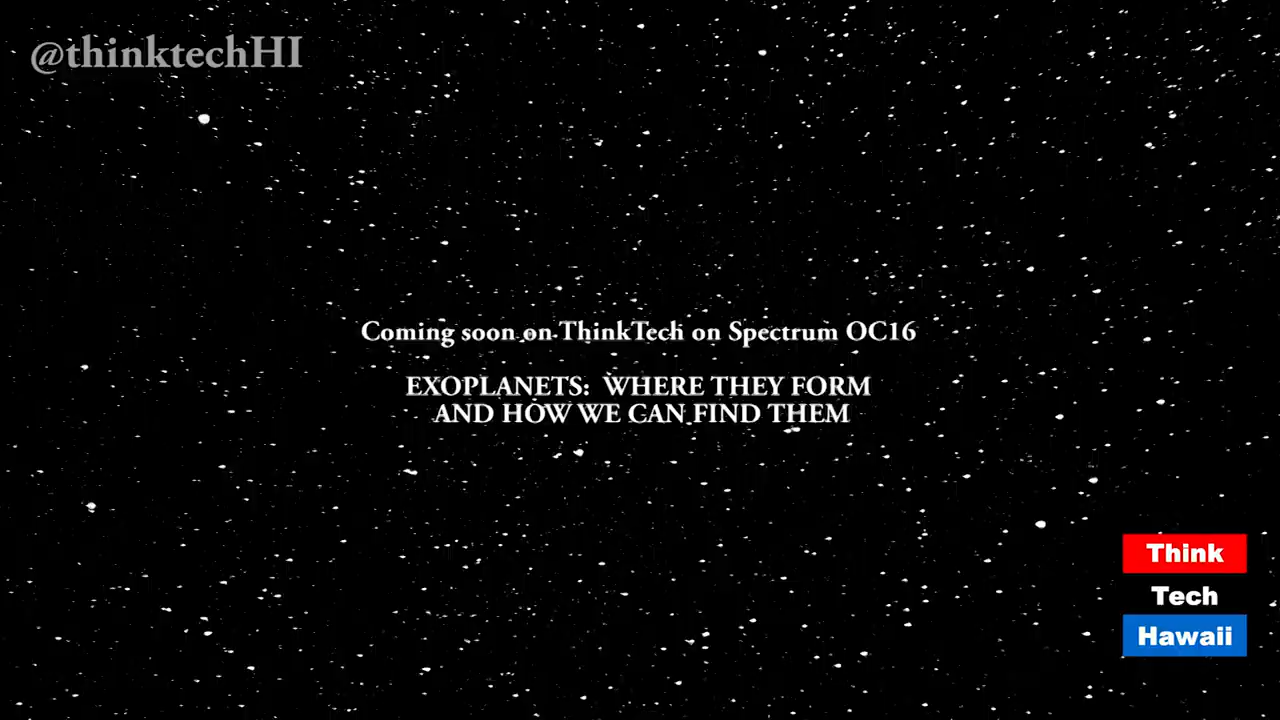 @thinktechHI
Coming soon on ThinkTech on Spectrum OC16
EXOPLANETS: WHERE THEY FORM
AND HOW WE CAN FIND THEM
Think
Tech
Hawaii